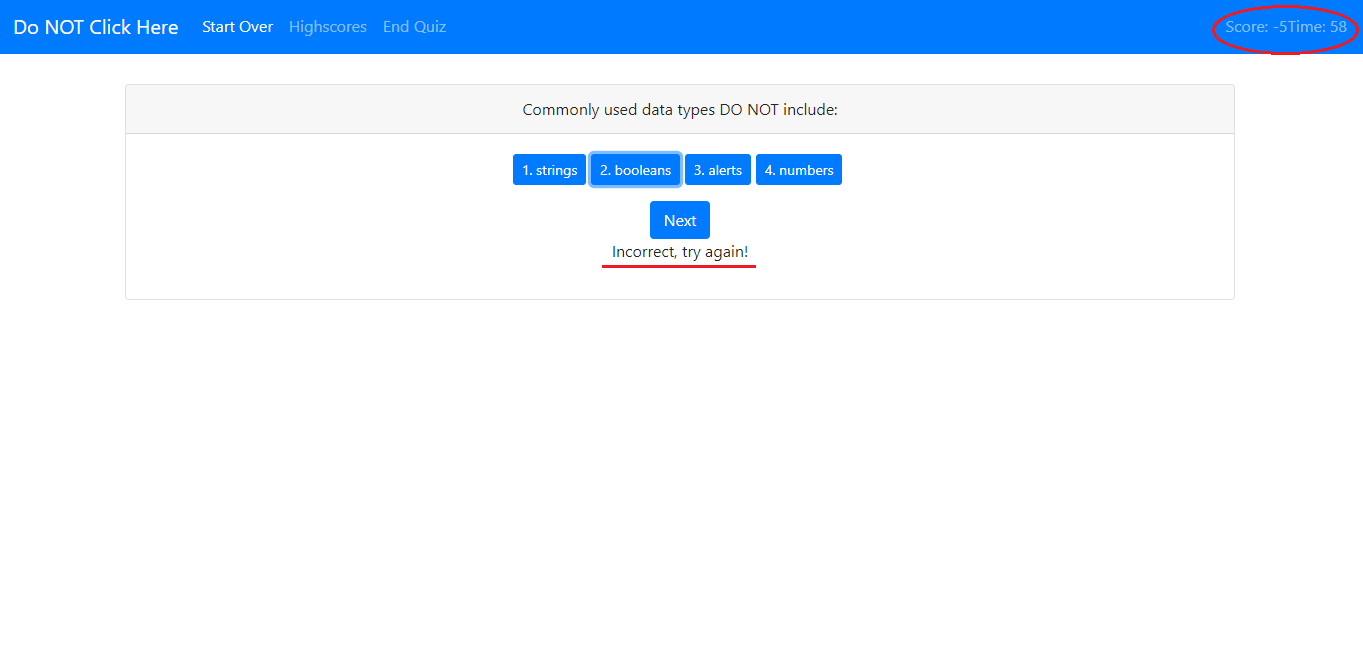 Do NOT Click Here Start Over Highscores End Quiz Score: -5Time: 58
Commonly used data types DO NOT include:
1. strings 2. booleans 3. alerts 4. numbers
Next
Incorrect, try again!